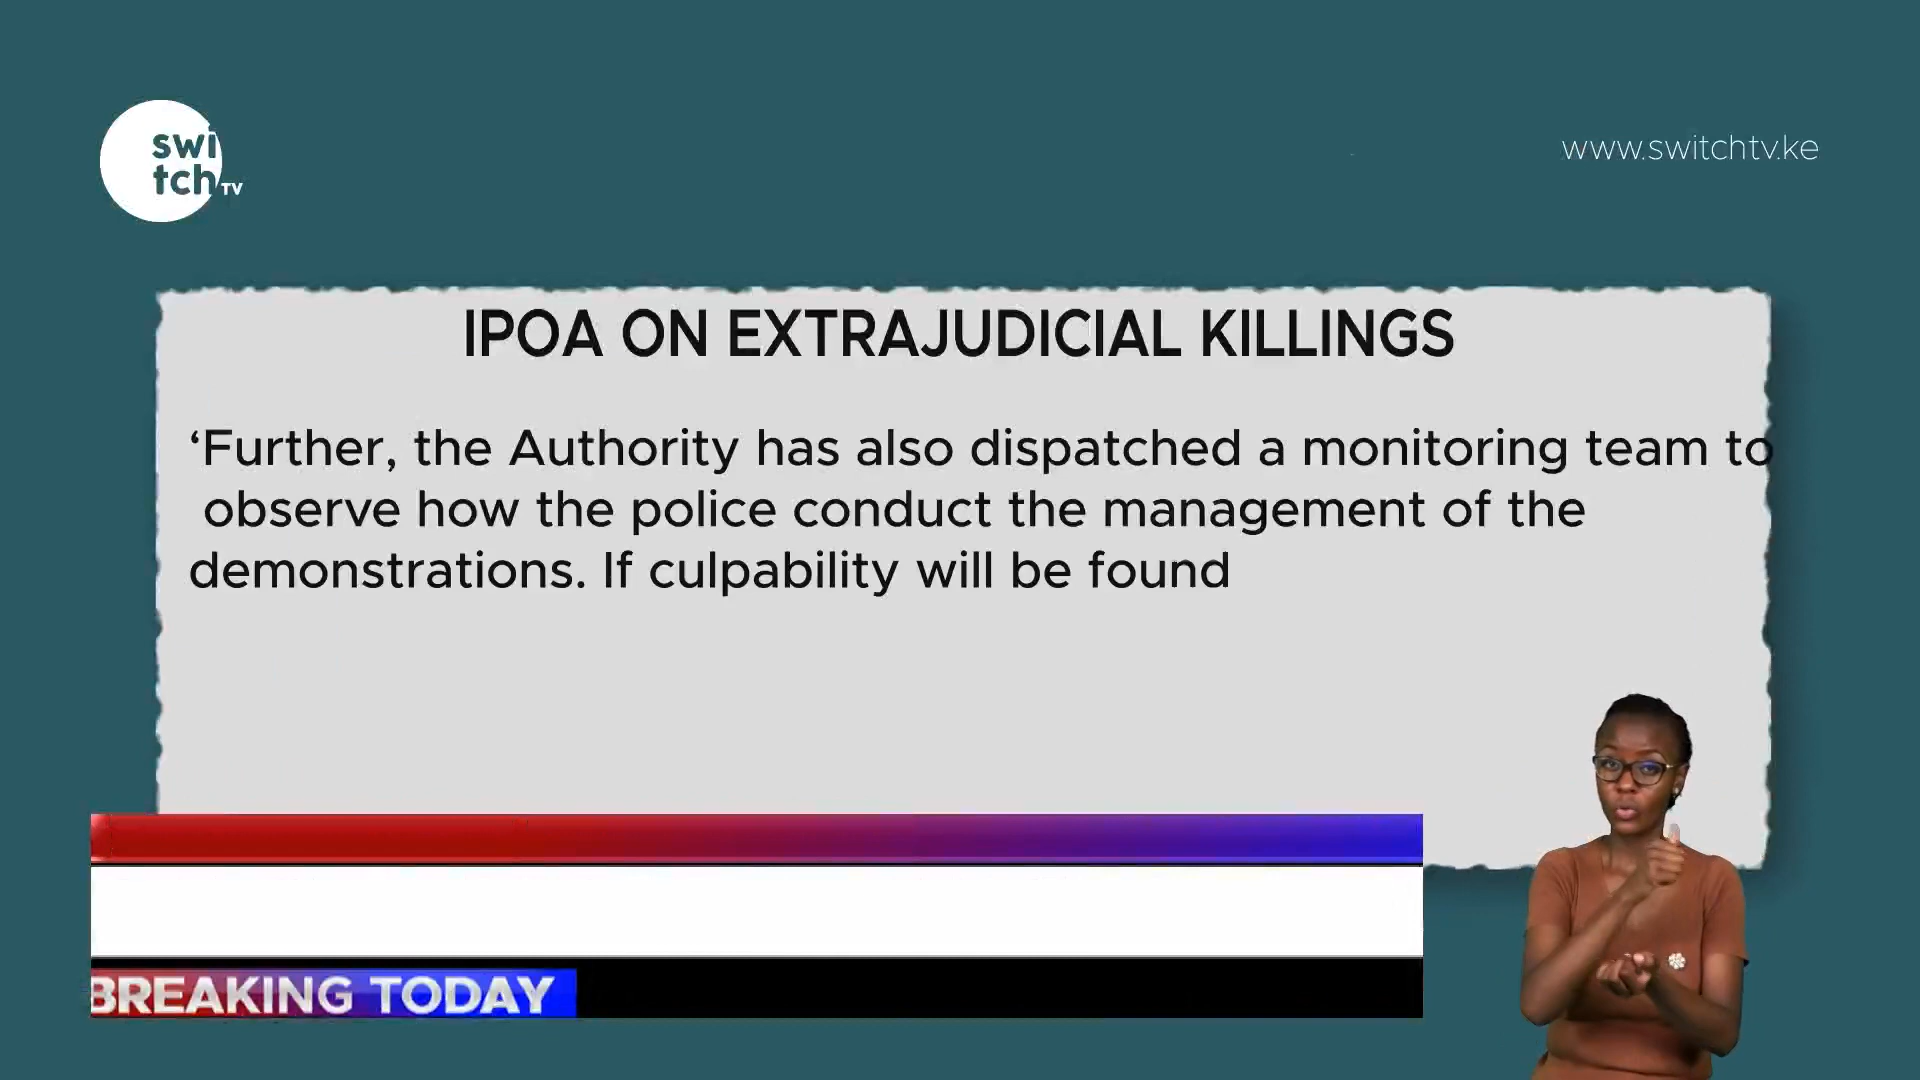 swi
tch TV
www.switchtv.ke
IPOA ON EXTRAJUDICIAL KILLINGS
‘Further, the Authority has also dispatched a monitoring team to
observe how the police conduct the management of the
demonstrations. If culpability will be found
BREAKING TODAY